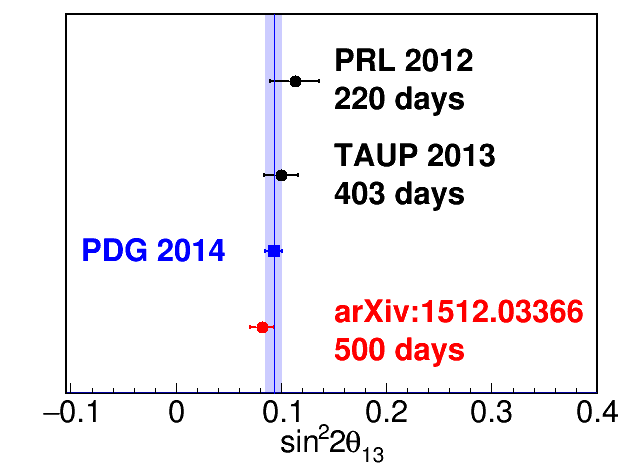 PRL 2012
220 days
TAUP 2013
403 days
PDG 2014
arXiv:1512.03366
500 days
−0.1 0 0.1 0.2 0.3 0.4
sin²2θ₁₃